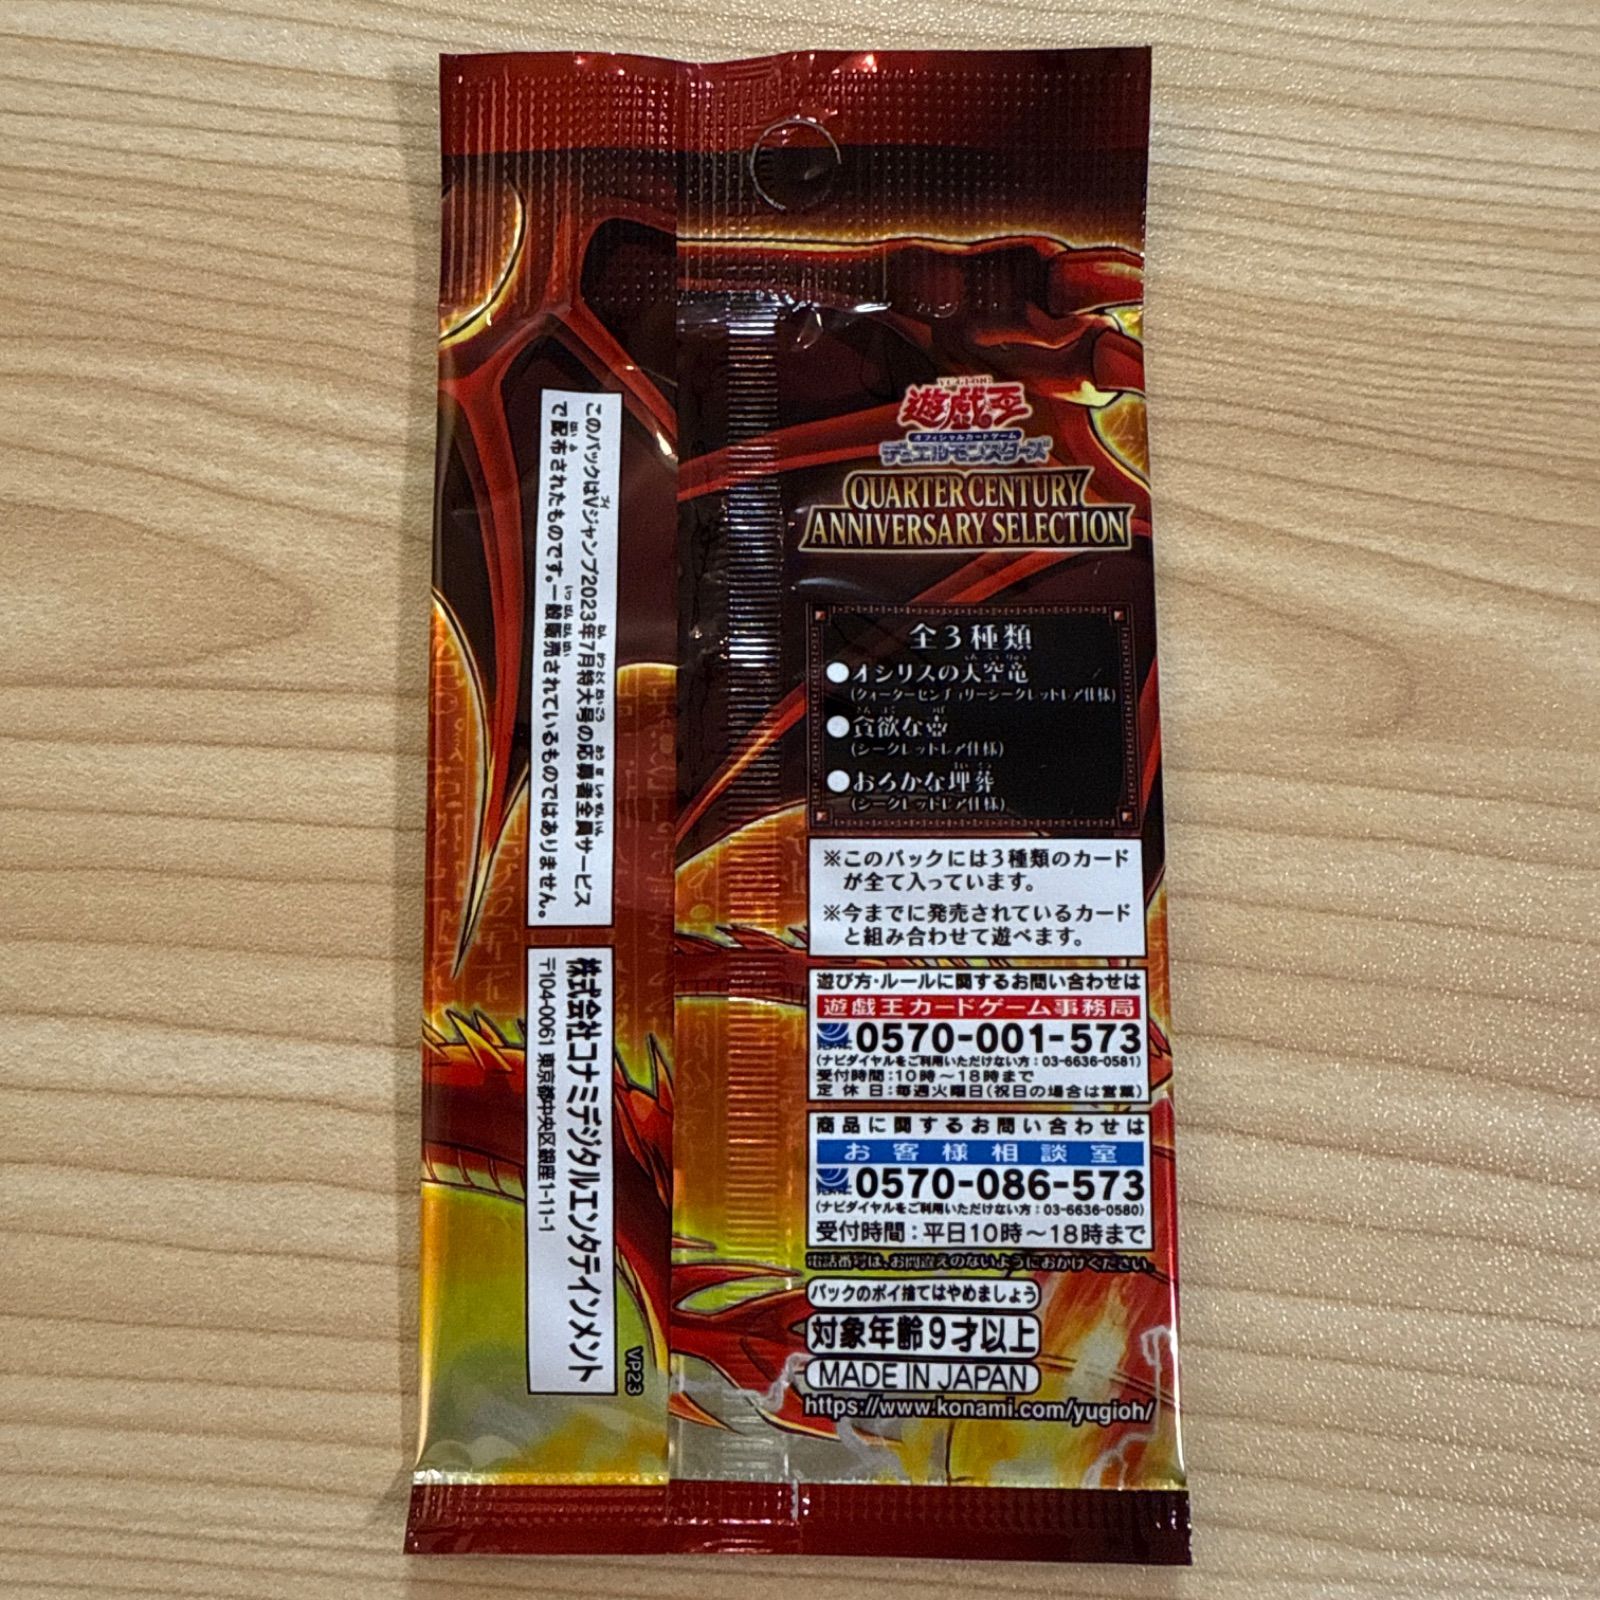 遊戯王
オフィシャルカードゲーム
デュエルモンスターズ
QUARTER CENTURY
ANNIVERSARY SELECTION
全3種類
●オシリスの天空竜
(クォーターセンチュリーシークレットレア仕様)
●貪欲な壺
(シークレットレア仕様)
●おろかな埋葬
(シークレットレア仕様)
※このパックには3種類のカード
が全て入っています。
※今までに発売されているカード
と組み合わせて遊べます。
遊び方・ルールに関するお問い合わせは
遊戯王カードゲーム事務局
0570-001-573
(ナビダイヤルをご利用いただけない方：03-6636-0581)
受付時間：10時～18時まで
定休日：毎週火曜日(祝日の場合は営業)
商品に関するお問い合わせは
お客様相談室
0570-086-573
(ナビダイヤルをご利用いただけない方：03-6636-0580)
受付時間：平日10時～18時まで
電話番号は、お間違えのないようにおかけください。
パックのポイ捨てはやめましょう
対象年齢9才以上
MADE IN JAPAN
https://www.konami.com/yugioh/
このパックはVジャンプ2023年7月特大号の応募者全員サービス
で配布されたものです。一般販売されているものではありません。
株式会社コナミデジタルエンタテインメント
〒104-0061 東京都中央区銀座1-11-1
VP23